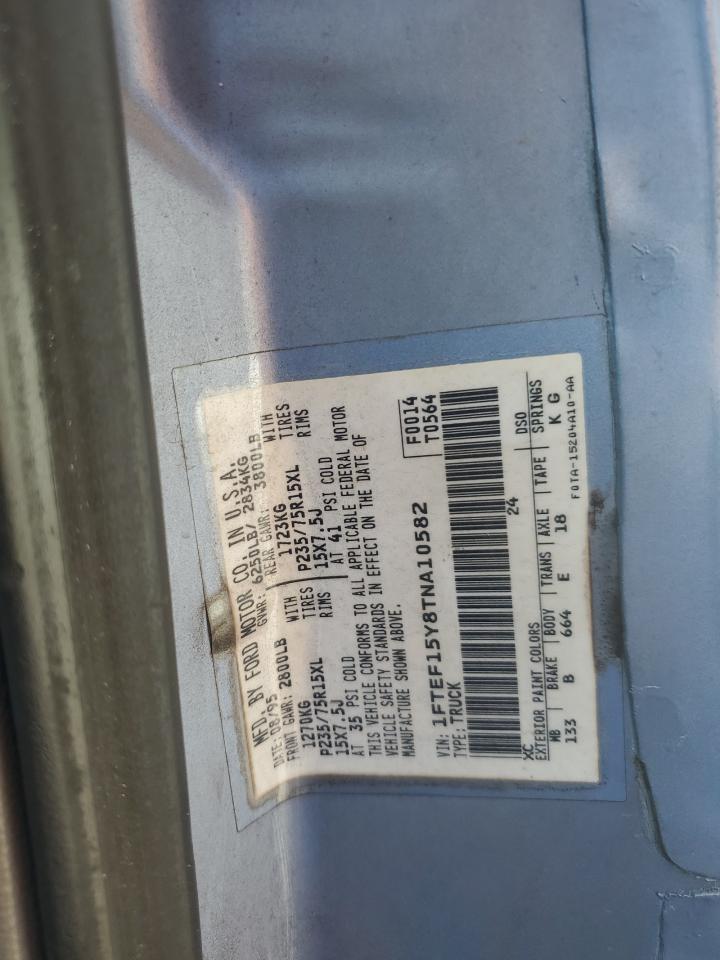 MFD. BY FORD MOTOR CO. IN U.S.A.
DATE: 08/95 GVWR: 6250LB/ 2834KG
FRONT GAWR: 2800LB REAR GAWR: 3800LB
1270KG WITH 1723KG WITH
P235/75R15XL TIRES P235/75R15XL TIRES
15X7.5J RIMS 15X7.5J RIMS
AT 35 PSI COLD AT 41 PSI COLD
THIS VEHICLE CONFORMS TO ALL APPLICABLE FEDERAL MOTOR
VEHICLE SAFETY STANDARDS IN EFFECT ON THE DATE OF
MANUFACTURE SHOWN ABOVE.
F0014
VIN: 1FTEF15Y8TNA10582 T0564
TYPE: TRUCK
24
XC DSO
EXTERIOR PAINT COLORS
WB BRAKE BODY TRANS AXLE TAPE SPRINGS
133 B 664 E 18 K G
F0TA-15204A10-AA